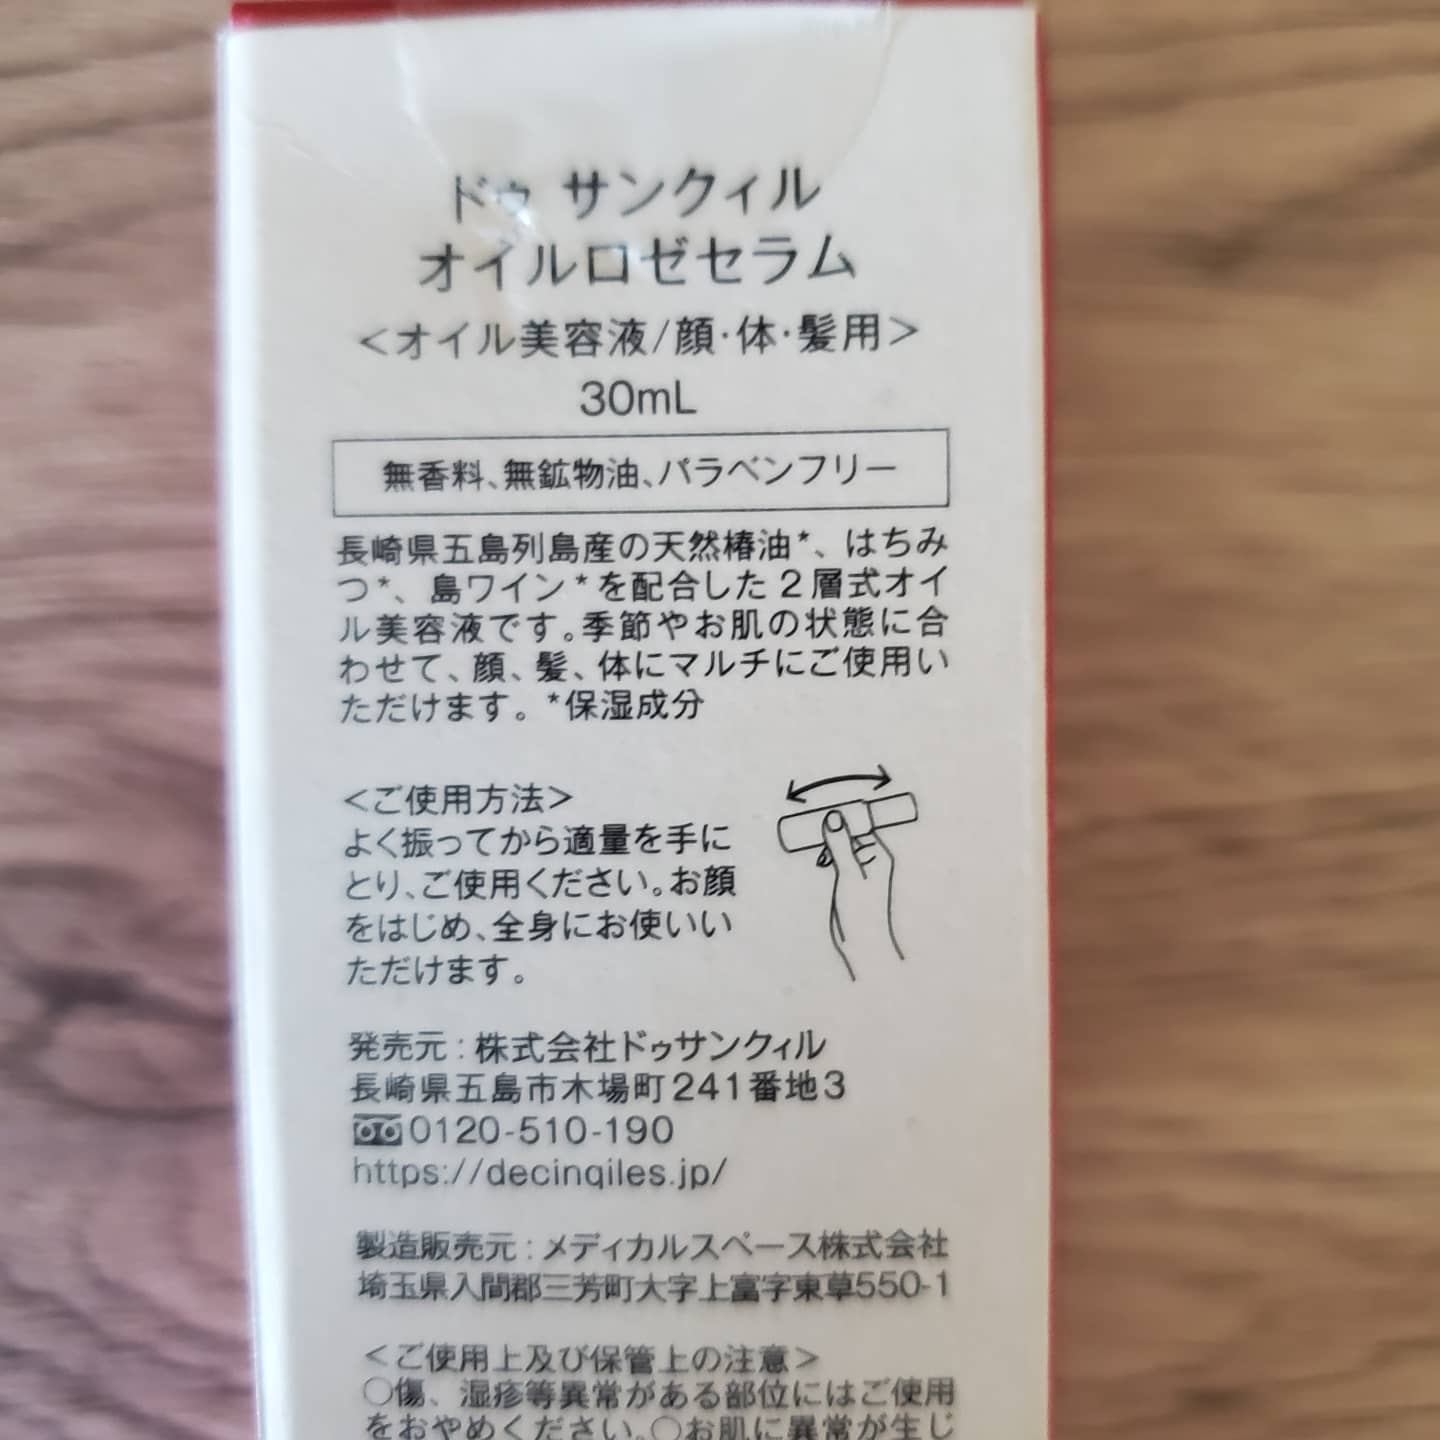 ドゥ サンクィル
オイルロゼセラム
＜オイル美容液/顔・体・髪用＞
30mL
無香料、無鉱物油、パラベンフリー
長崎県五島列島産の天然椿油*、はちみ
つ*、島ワイン*を配合した2層式オイ
ル美容液です。季節やお肌の状態に合
わせて、顔、髪、体にマルチにご使用い
ただけます。*保湿成分
＜ご使用方法＞
よく振ってから適量を手に
とり、ご使用ください。お顔
をはじめ、全身にお使いい
ただけます。
発売元：株式会社ドゥサンクィル
長崎県五島市木場町241番地3
0120-510-190
https://decinqiles.jp/
製造販売元：メディカルスペース株式会社
埼玉県入間郡三芳町大字上富字東草550-1
＜ご使用上及び保管上の注意＞
○傷、湿疹等異常がある部位にはご使用
をおやめください。○お肌に異常が生じ